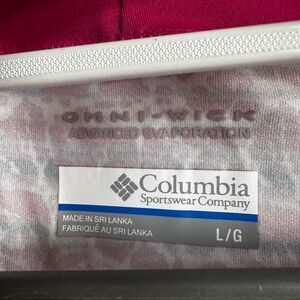 OMNI-WICK
ADVANCED EVAPORATION
Columbia
Sportswear Company
MADE IN SRI LANKA
FABRIQUÉ AU SRI LANKA
L/G